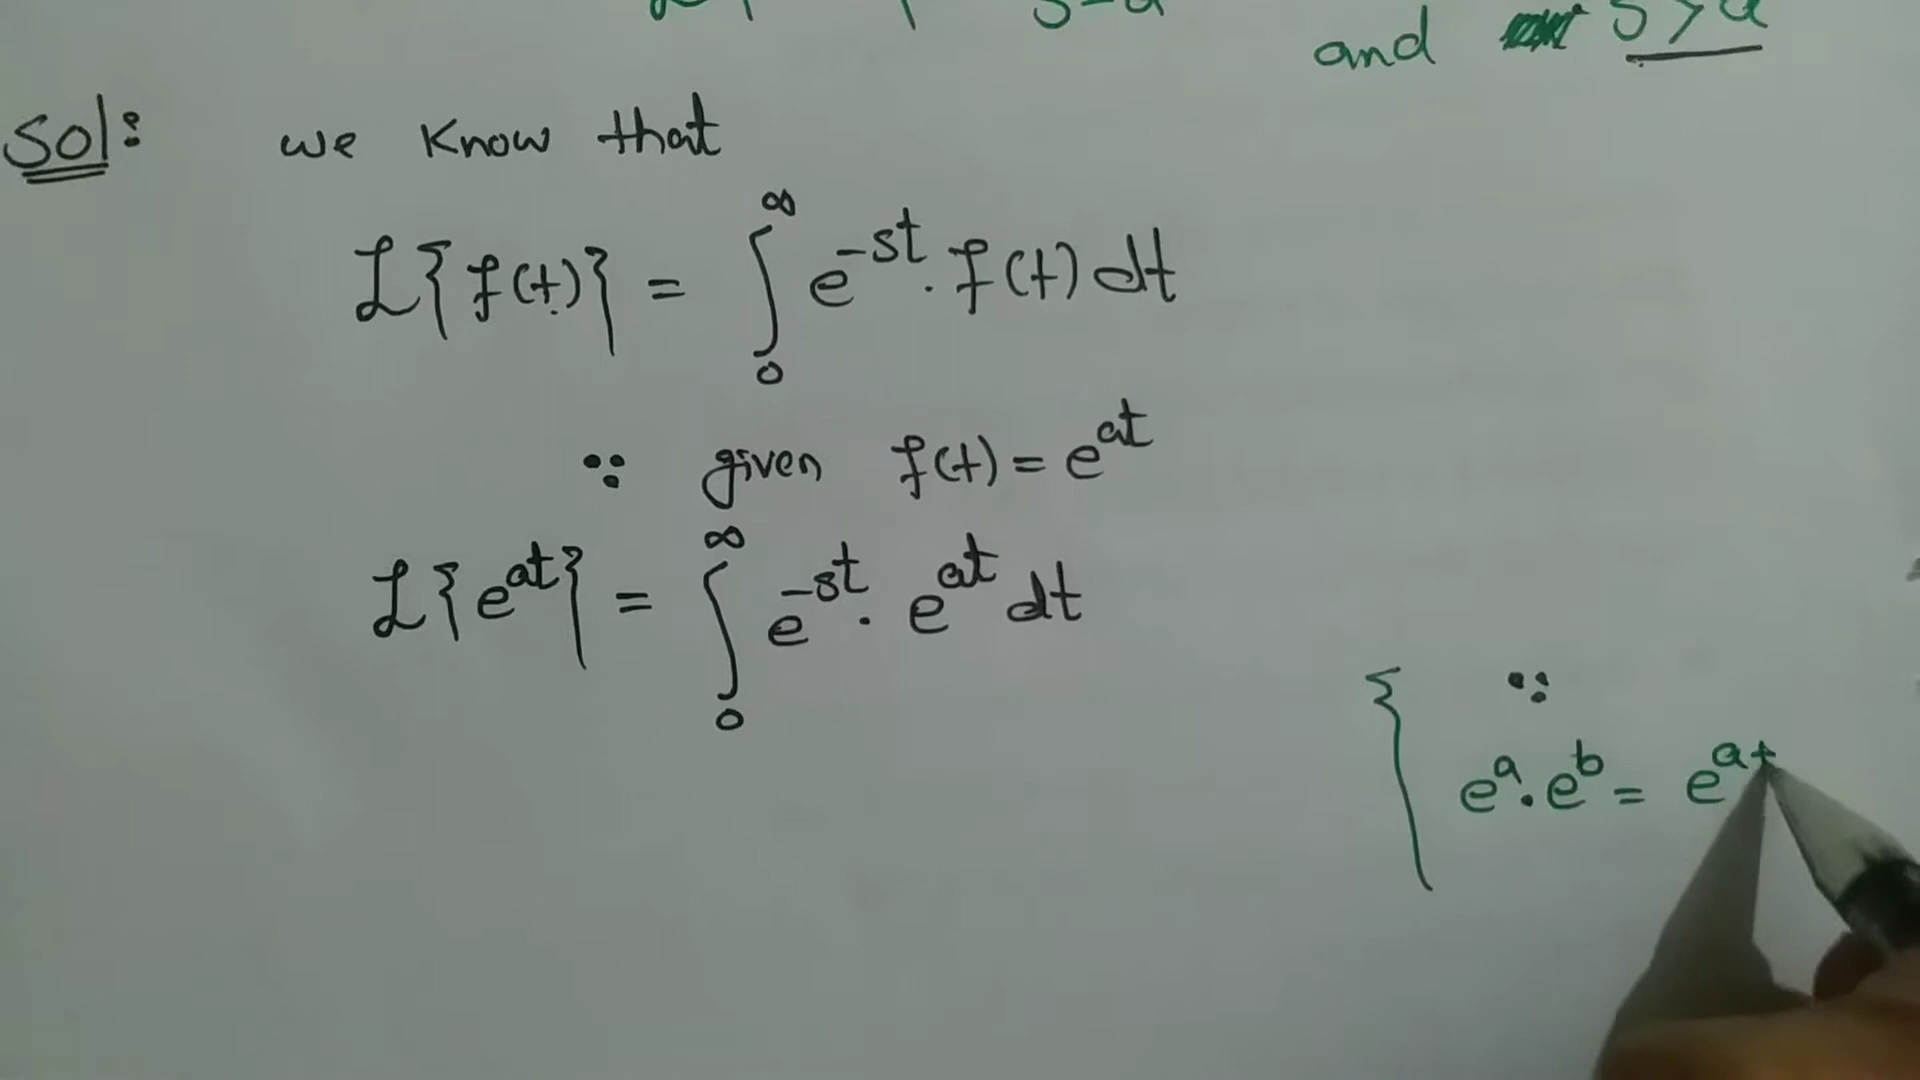 and s > a
Sol: we know that
ℒ{f(t)} = ∫₀^∞ e^-st . f(t) dt
∵ given f(t) = e^at
ℒ{e^at} = ∫₀^∞ e^-st . e^at dt
{ ∵
e^a . e^b = e^a+